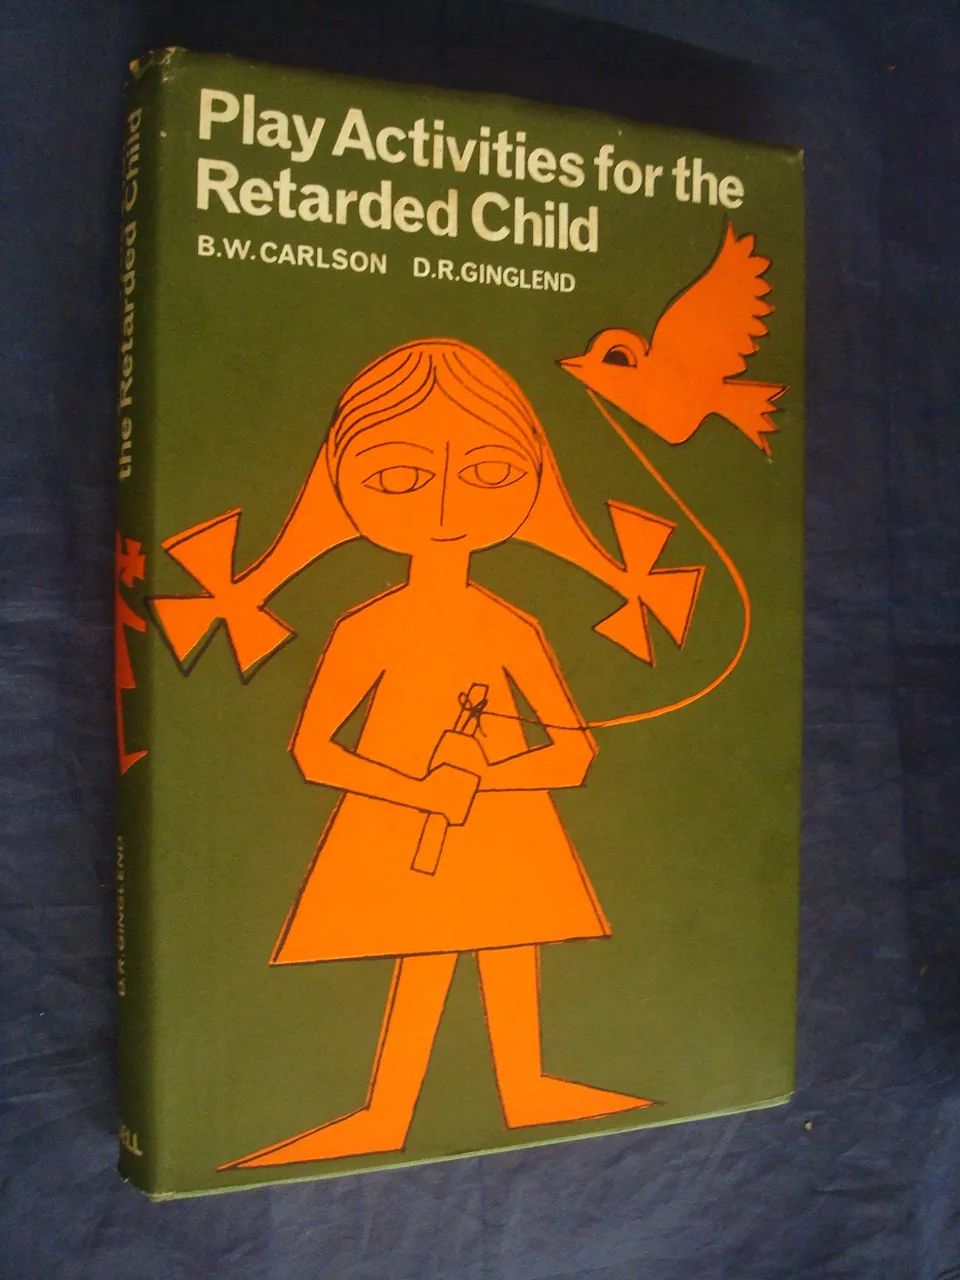 Play Activities for the
Retarded Child
B.W. CARLSON D.R.GINGLEND
the Retarded Child
D.R.GINGLEND